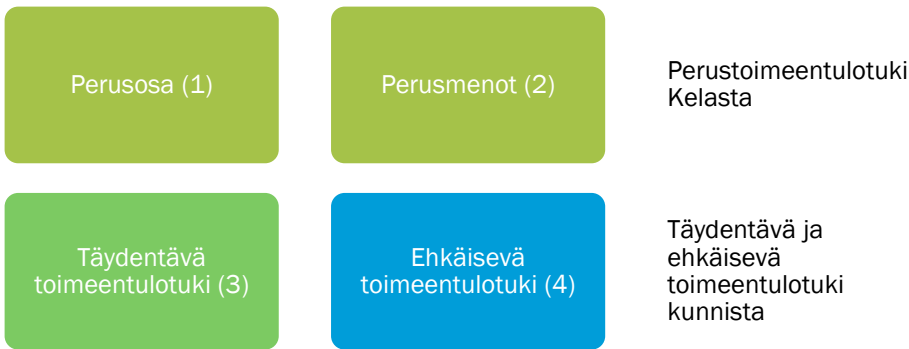 Perusosa (1)
Perusmenot (2)
Perustoimeentulotuki
Kelasta
Täydentävä
toimeentulotuki (3)
Ehkäisevä
toimeentulotuki (4)
Täydentävä ja
ehkäisevä
toimeentulotuki
kunnista